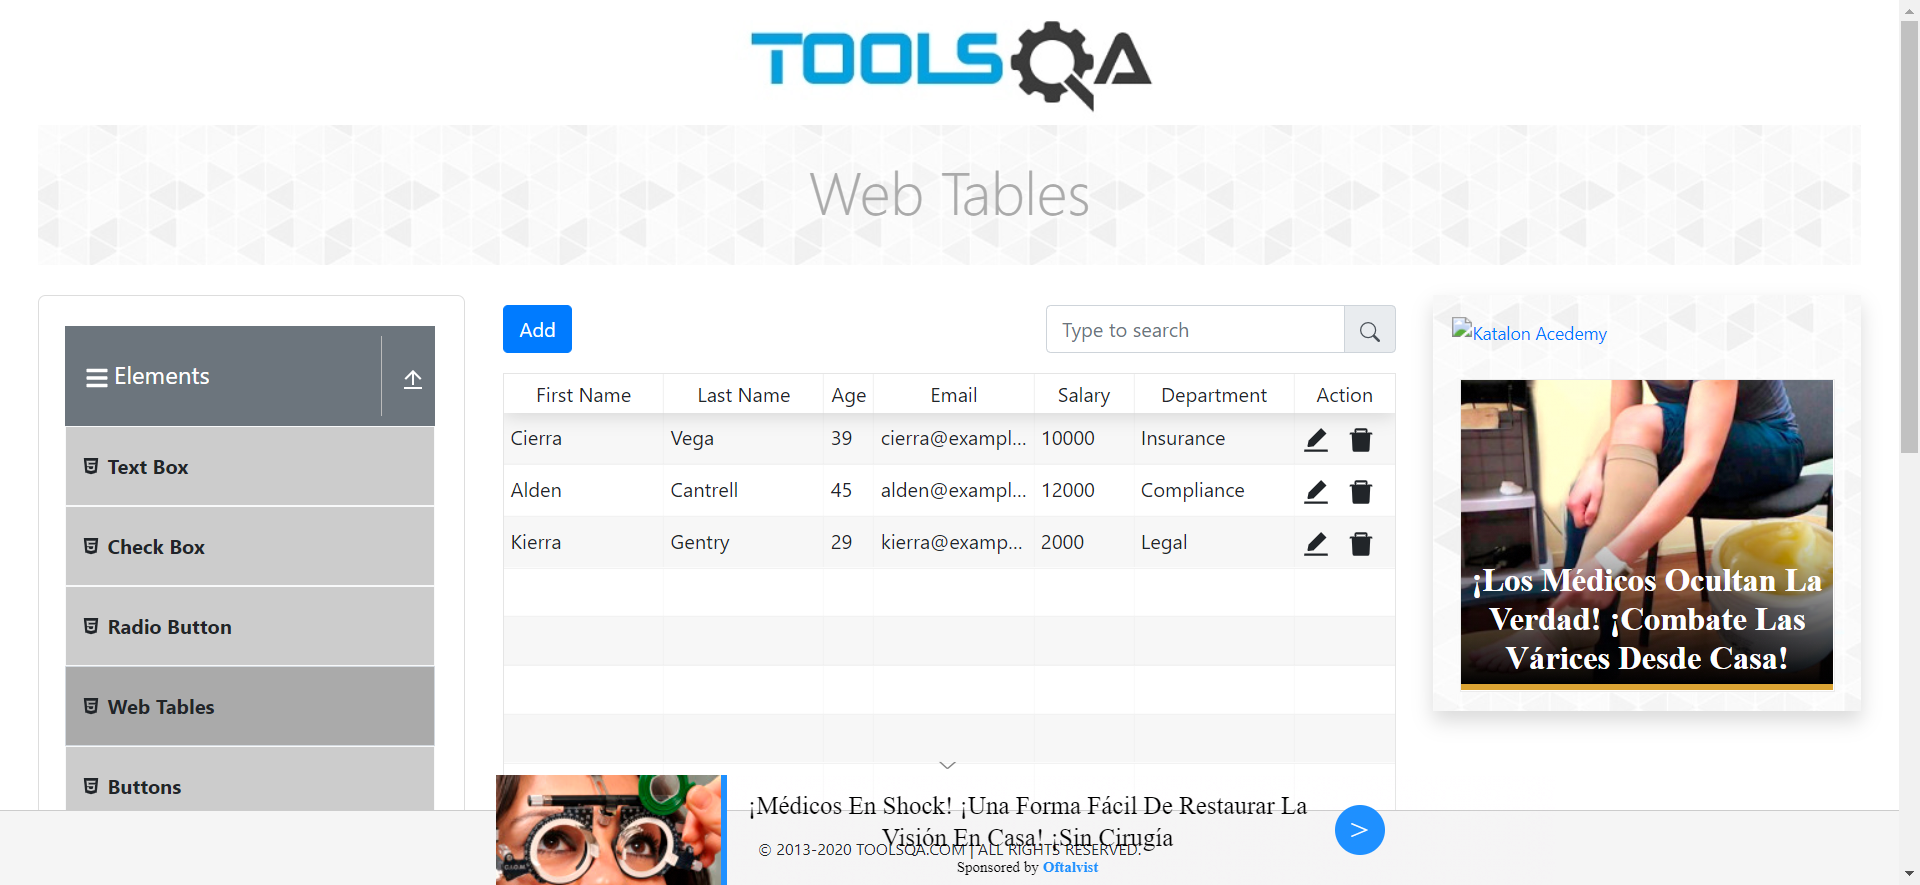 TOOLSQA
Web Tables
Elements
Text Box
Check Box
Radio Button
Web Tables
Buttons
Add
Type to search
First Name Last Name Age Email Salary Department Action
Cierra Vega 39 cierra@exampl... 10000 Insurance
Alden Cantrell 45 alden@exampl... 12000 Compliance
Kierra Gentry 29 kierra@examp... 2000 Legal
Katalon Acedemy
¡Los Médicos Ocultan La
Verdad! ¡Combate Las
Várices Desde Casa!
¡Médicos En Shock! ¡Una Forma Fácil De Restaurar La
Visión En Casa! ¡Sin Cirugía
© 2013-2020 TOOLSQA.COM | ALL RIGHTS RESERVED.
Sponsored by Oftalvist